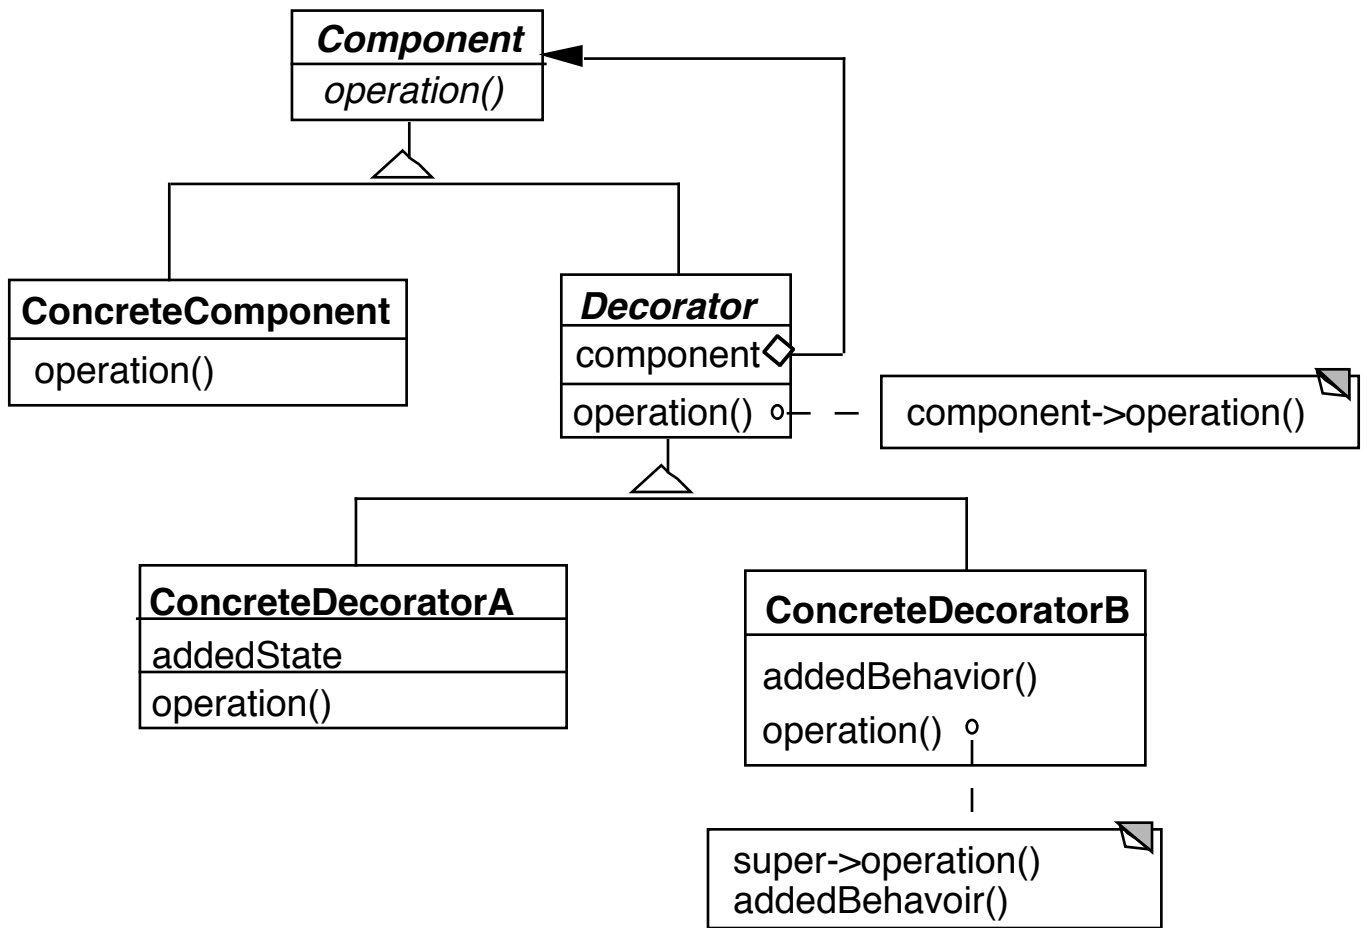 Component
operation()
ConcreteComponent
operation()
Decorator
component
operation()
component->operation()
ConcreteDecoratorA
addedState
operation()
ConcreteDecoratorB
addedBehavior()
operation()
super->operation()
addedBehavoir()